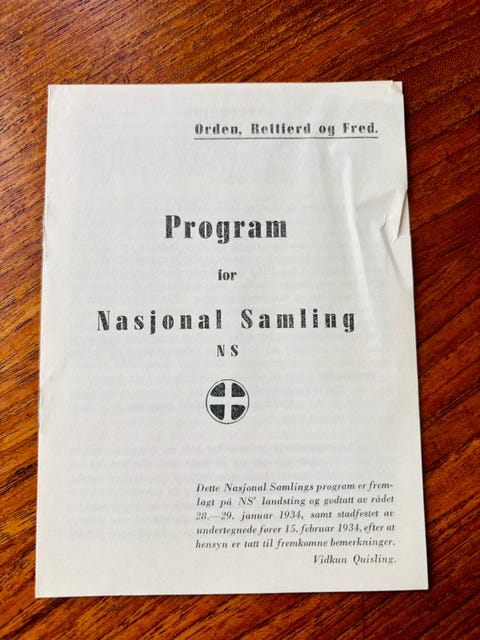 Orden, Rettferd og Fred.
Program
for
Nasjonal Samling
NS
Dette Nasjonal Samlings program er frem-
lagt på NS' landsting og godtatt av rådet
28.—29. januar 1934, samt stadfestet av
undertegnede fører 15. februar 1934, efter at
hensyn er tatt til fremkomne bemerkninger.
Vidkun Quisling.